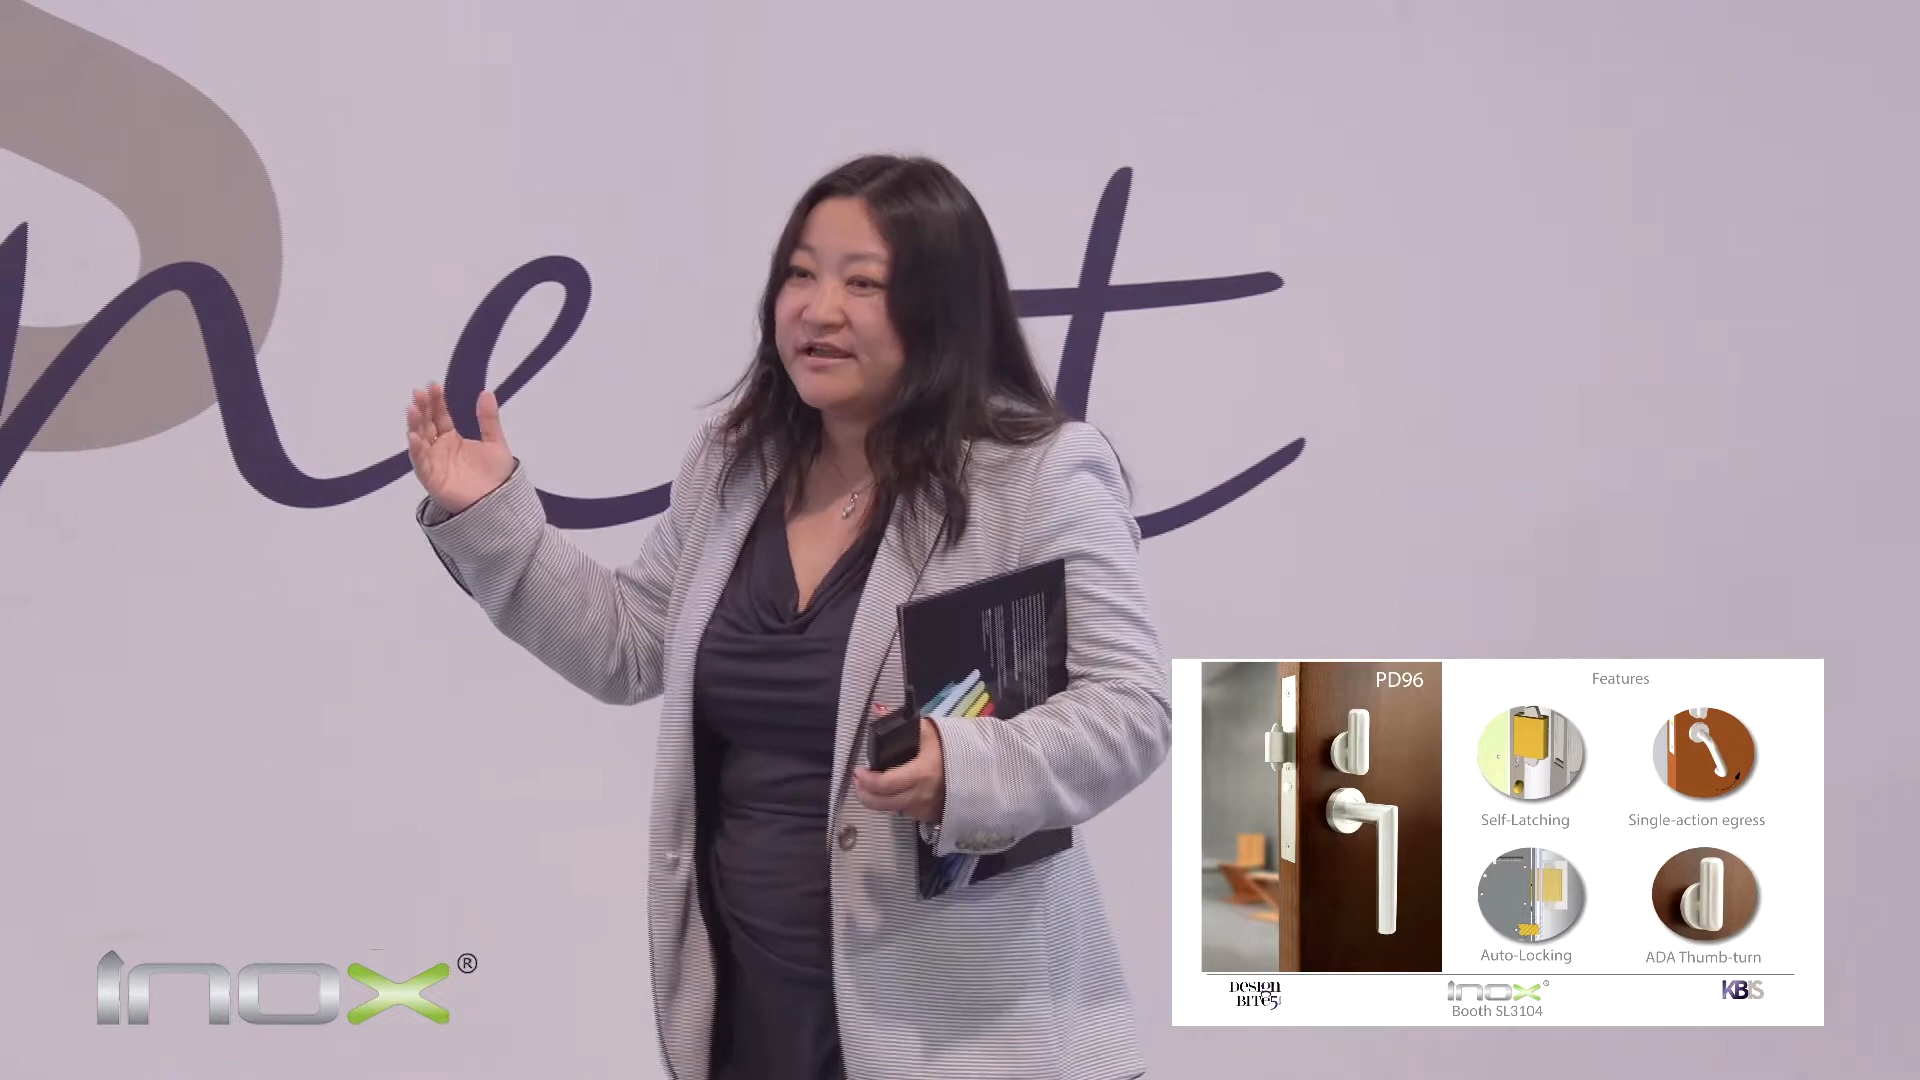 net
inox®
PD96
Features
Self-Latching
Single-action egress
Auto-Locking
ADA Thumb-turn
DESIGN
BITES
inox®
KBIS
Booth SL3104